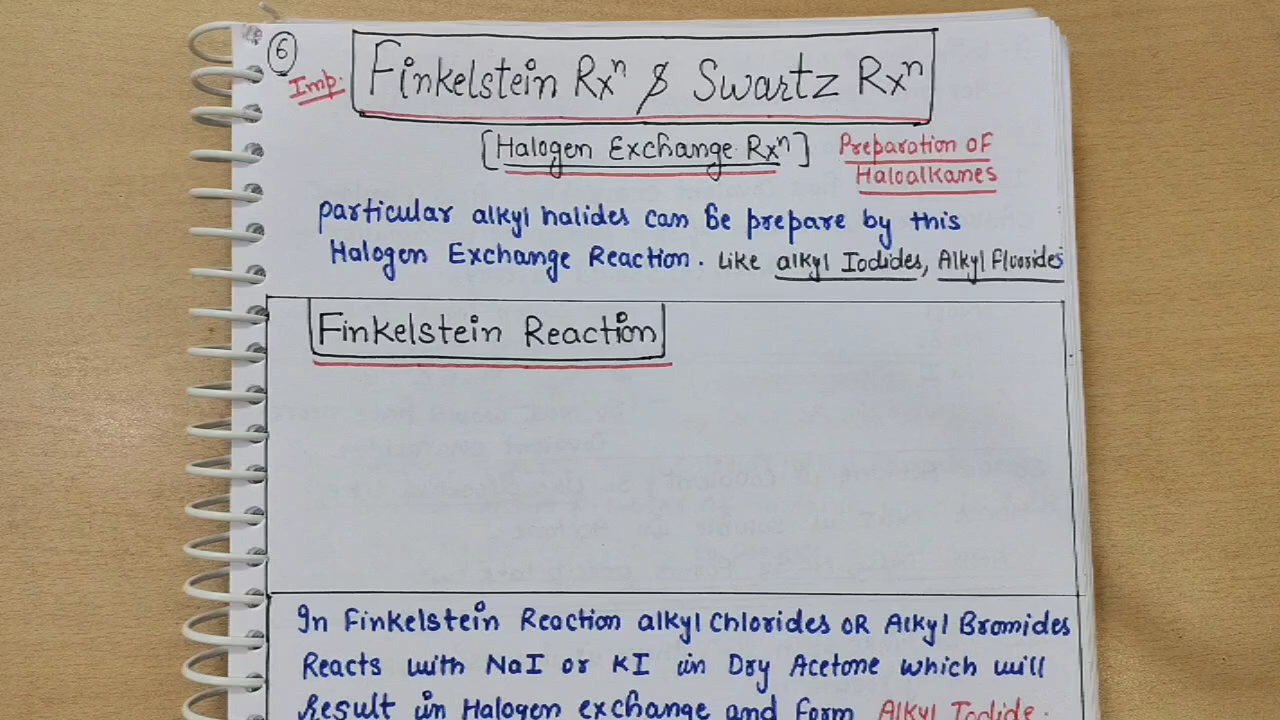 6
Imp. Finkelstein Rxⁿ & Swartz Rxⁿ
[Halogen Exchange Rxⁿ] Preparation of
Haloalkanes
particular alkyl halides can be prepare by this
Halogen Exchange Reaction. Like alkyl Iodides, Alkyl Fluorides
Finkelstein Reaction
In Finkelstein Reaction alkyl Chlorides OR Alkyl Bromides
Reacts with NaI or KI in Dry Acetone which will
Result in Halogen exchange and form Alkyl Iodide.